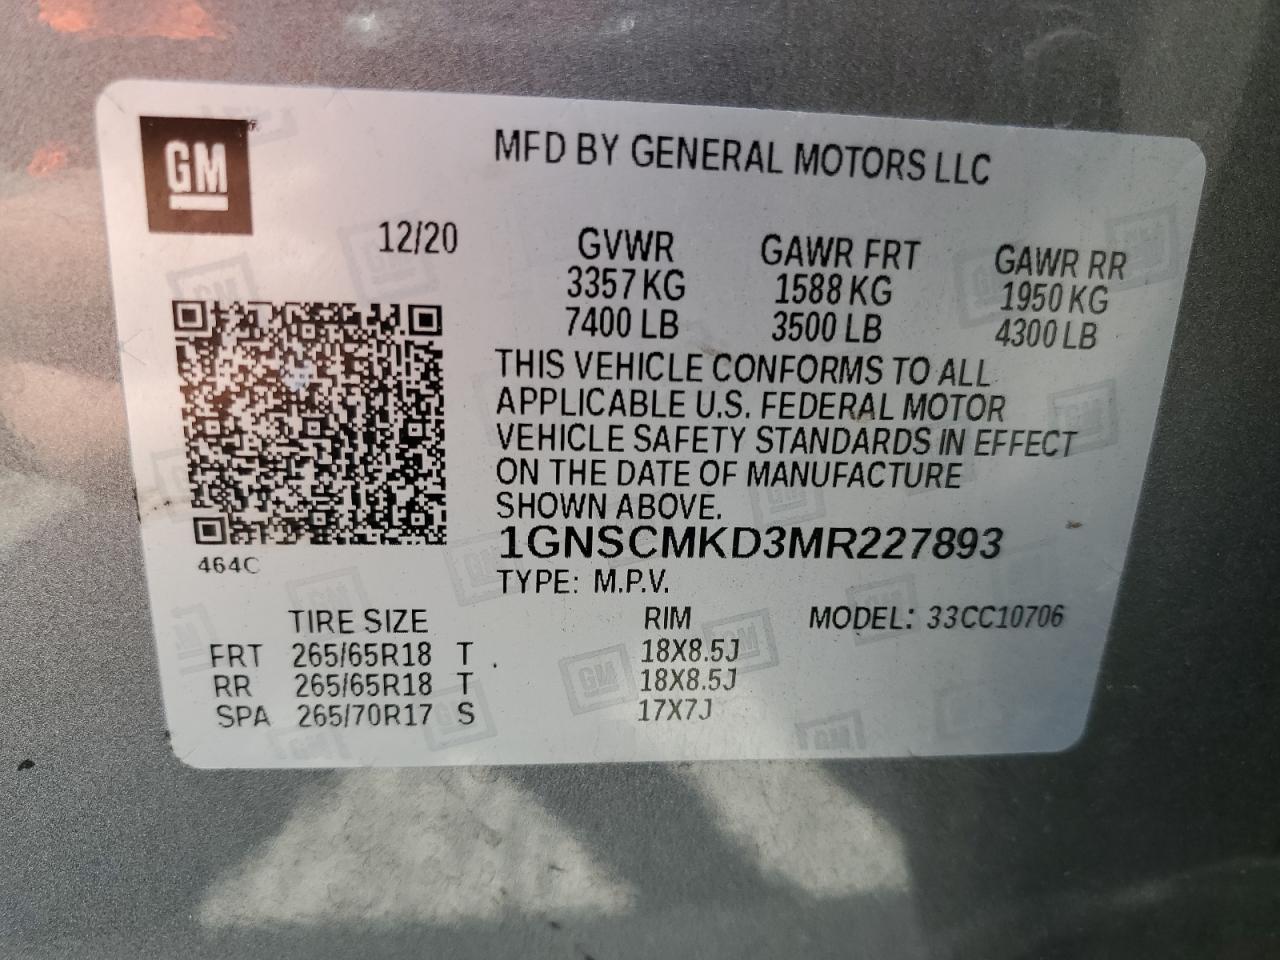 GM
MFD BY GENERAL MOTORS LLC
12/20 GVWR GAWR FRT GAWR RR
3357 KG 1588 KG 1950 KG
7400 LB 3500 LB 4300 LB
THIS VEHICLE CONFORMS TO ALL
APPLICABLE U.S. FEDERAL MOTOR
VEHICLE SAFETY STANDARDS IN EFFECT
ON THE DATE OF MANUFACTURE
SHOWN ABOVE.
1GNSCMKD3MR227893
464C
TYPE: M.P.V.
TIRE SIZE RIM MODEL: 33CC10706
FRT 265/65R18 T 18X8.5J
RR 265/65R18 T 18X8.5J
SPA 265/70R17 S 17X7J